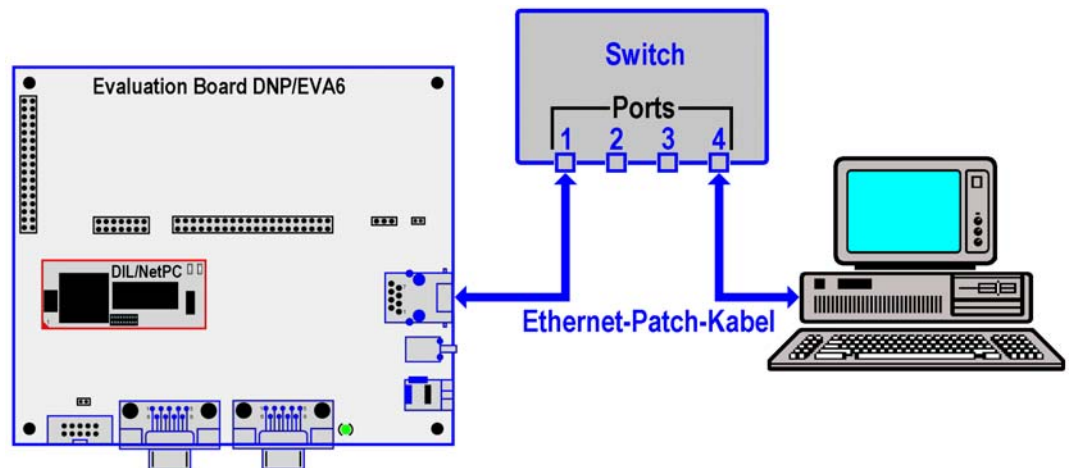 Evaluation Board DNP/EVA6
DIL/NetPC
Switch
Ports
1 2 3 4
Ethernet-Patch-Kabel